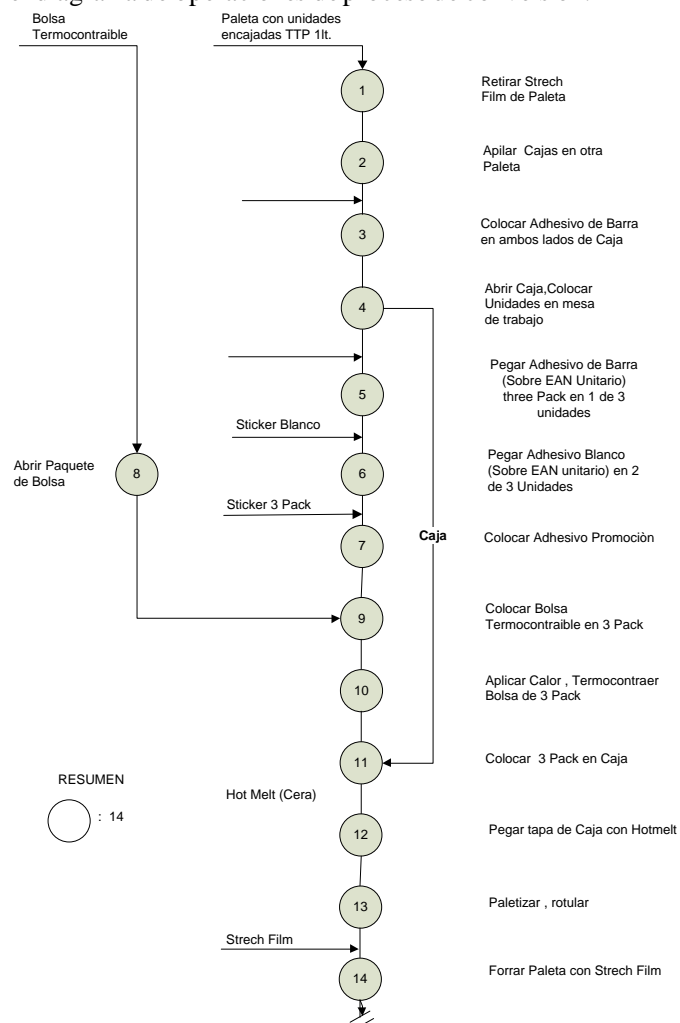 Bolsa
Termocontraible
Paleta con unidades
encajadas TTP 1lt.
1
Retirar Strech
Film de Paleta
2
Apilar Cajas en otra
Paleta
3
Colocar Adhesivo de Barra
en ambos lados de Caja
4
Abrir Caja,Colocar
Unidades en mesa
de trabajo
5
Pegar Adhesivo de Barra
(Sobre EAN Unitario)
three Pack en 1 de 3
unidades
Sticker Blanco
Abrir Paquete
de Bolsa
8
6
Pegar Adhesivo Blanco
(Sobre EAN unitario) en 2
de 3 Unidades
Sticker 3 Pack
7
Caja
Colocar Adhesivo Promociòn
9
Colocar Bolsa
Termocontraible en 3 Pack
10
Aplicar Calor , Termocontraer
Bolsa de 3 Pack
11
Colocar 3 Pack en Caja
RESUMEN
: 14
Hot Melt (Cera)
12
Pegar tapa de Caja con Hotmelt
13
Paletizar , rotular
Strech Film
14
Forrar Paleta con Strech Film